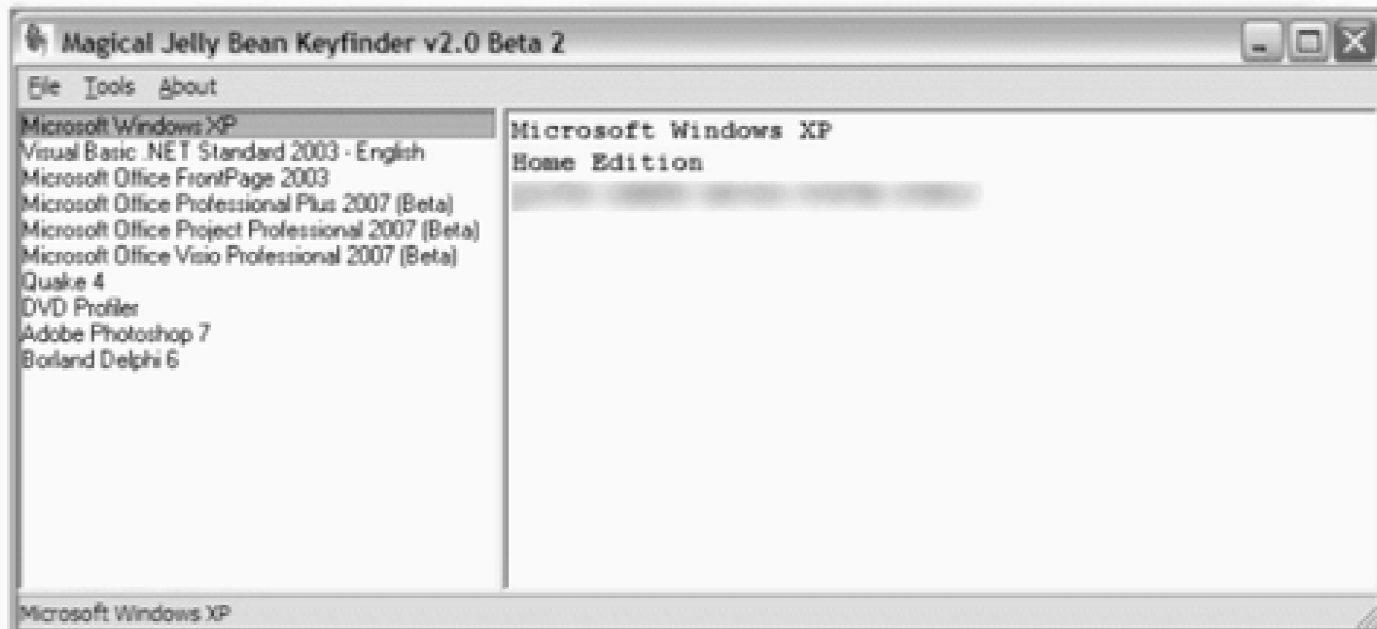 Magical Jelly Bean Keyfinder v2.0 Beta 2
File Tools About
Microsoft Windows XP
Visual Basic .NET Standard 2003 - English
Microsoft Office FrontPage 2003
Microsoft Office Professional Plus 2007 (Beta)
Microsoft Office Project Professional 2007 (Beta)
Microsoft Office Visio Professional 2007 (Beta)
Quake 4
DVD Profiler
Adobe Photoshop 7
Borland Delphi 6
Microsoft Windows XP
Home Edition
Microsoft Windows XP